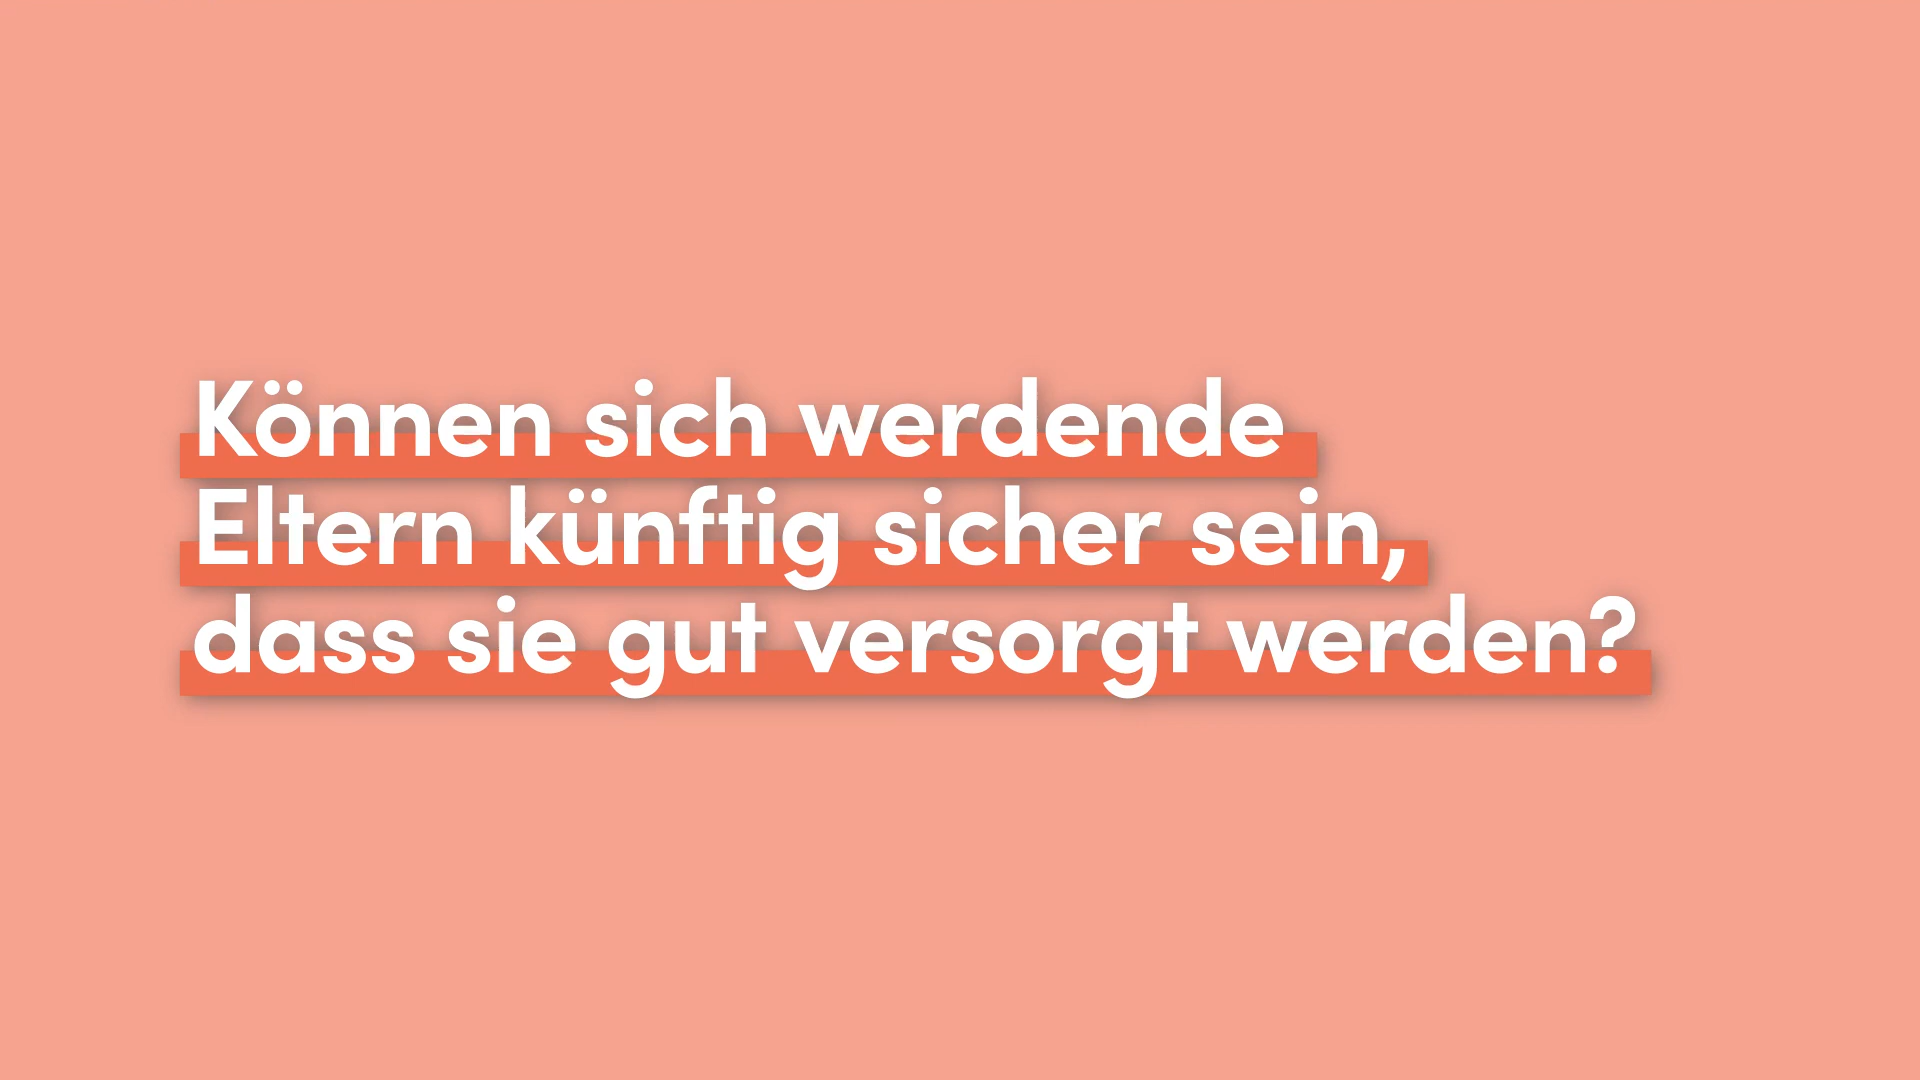 Können sich werdende
Eltern künftig sicher sein,
dass sie gut versorgt werden?